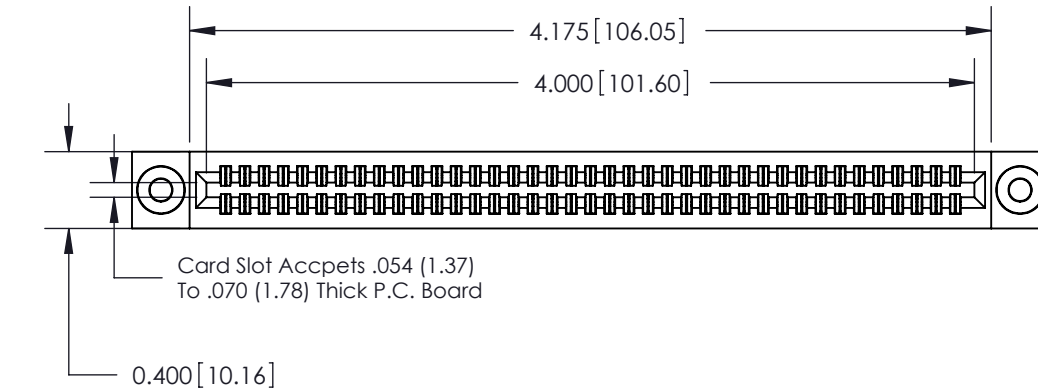 4.175[106.05]
4.000[101.60]
Card Slot Accpets .054 (1.37)
To .070 (1.78) Thick P.C. Board
0.400[10.16]